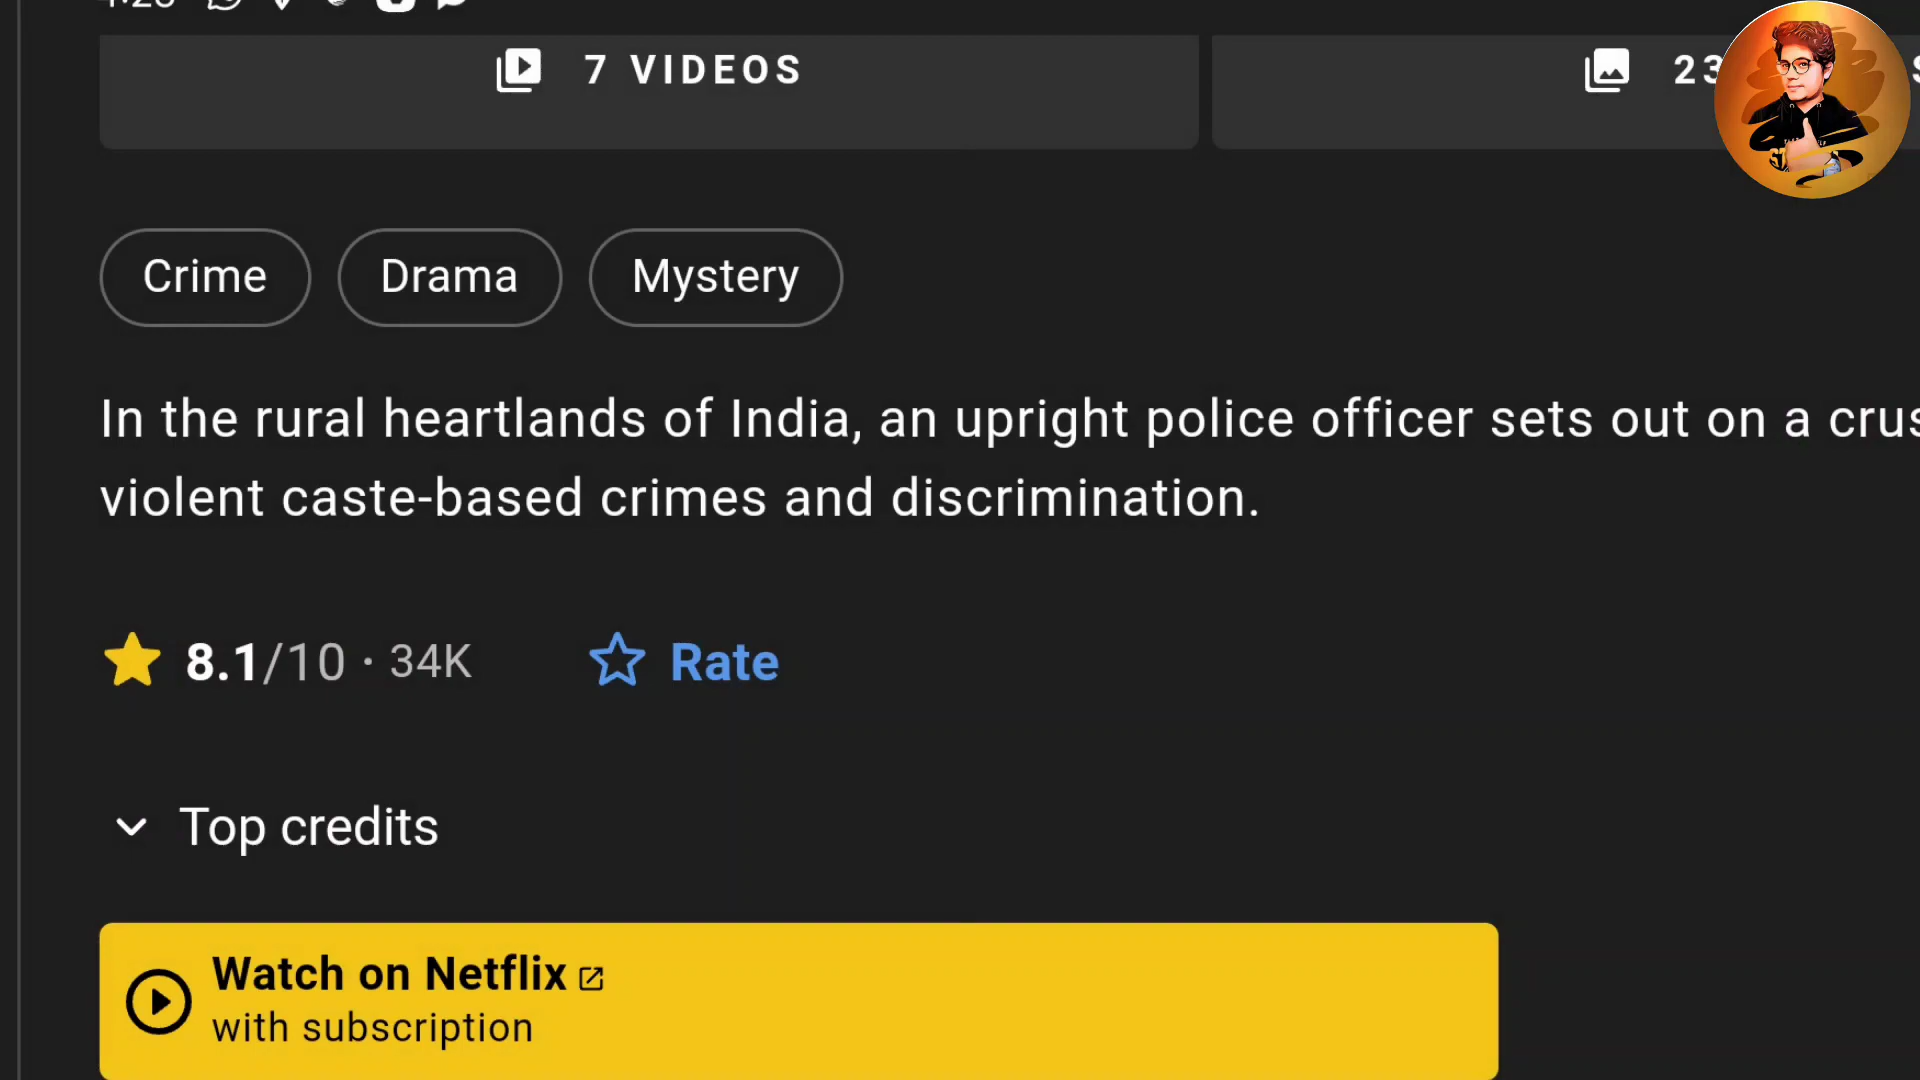 7 VIDEOS
Crime Drama Mystery
In the rural heartlands of India, an upright police officer sets out on a
violent caste-based crimes and discrimination.
8.1/10 · 34K Rate
Top credits
Watch on Netflix
with subscription